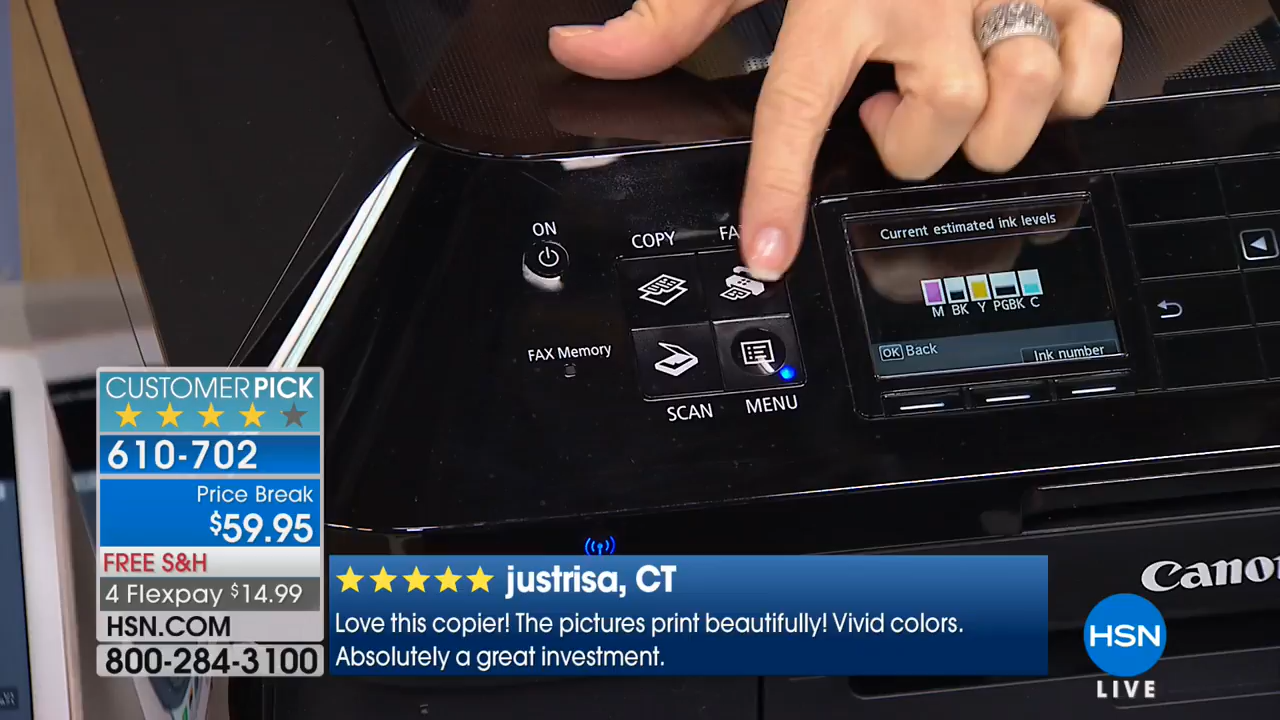 ON
COPY
FAX Memory
SCAN
MENU
Current estimated ink levels
M BK Y PGBK C
OK Back
Ink number
Canon
CUSTOMER PICK
610-702
Price Break
$59.95
FREE S&H
4 Flexpay $14.99
HSN.COM
800-284-3100
justrisa, CT
Love this copier! The pictures print beautifully! Vivid colors.
Absolutely a great investment.
HSN
LIVE